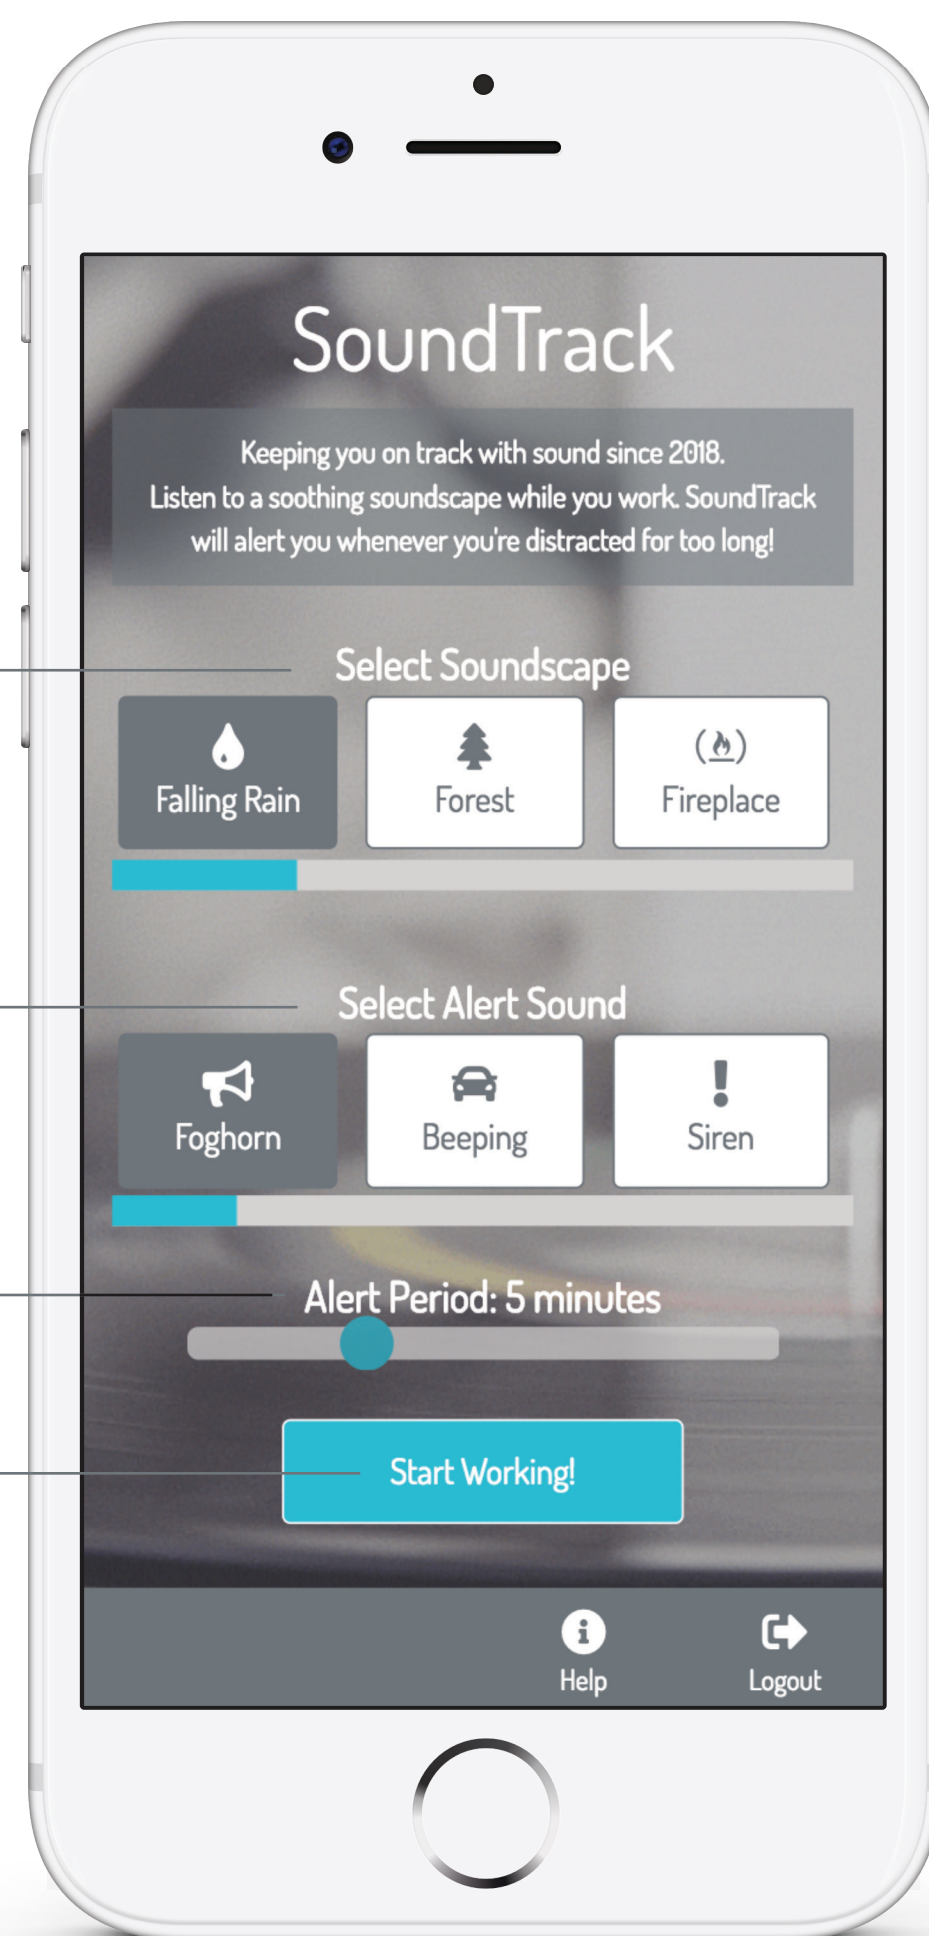 SoundTrack
Keeping you on track with sound since 2018.
Listen to a soothing soundscape while you work. SoundTrack
will alert you whenever you're distracted for too long!
Select Soundscape
Falling Rain
Forest
Fireplace
Select Alert Sound
Foghorn
Beeping
Siren
Alert Period: 5 minutes
Start Working!
Help
Logout